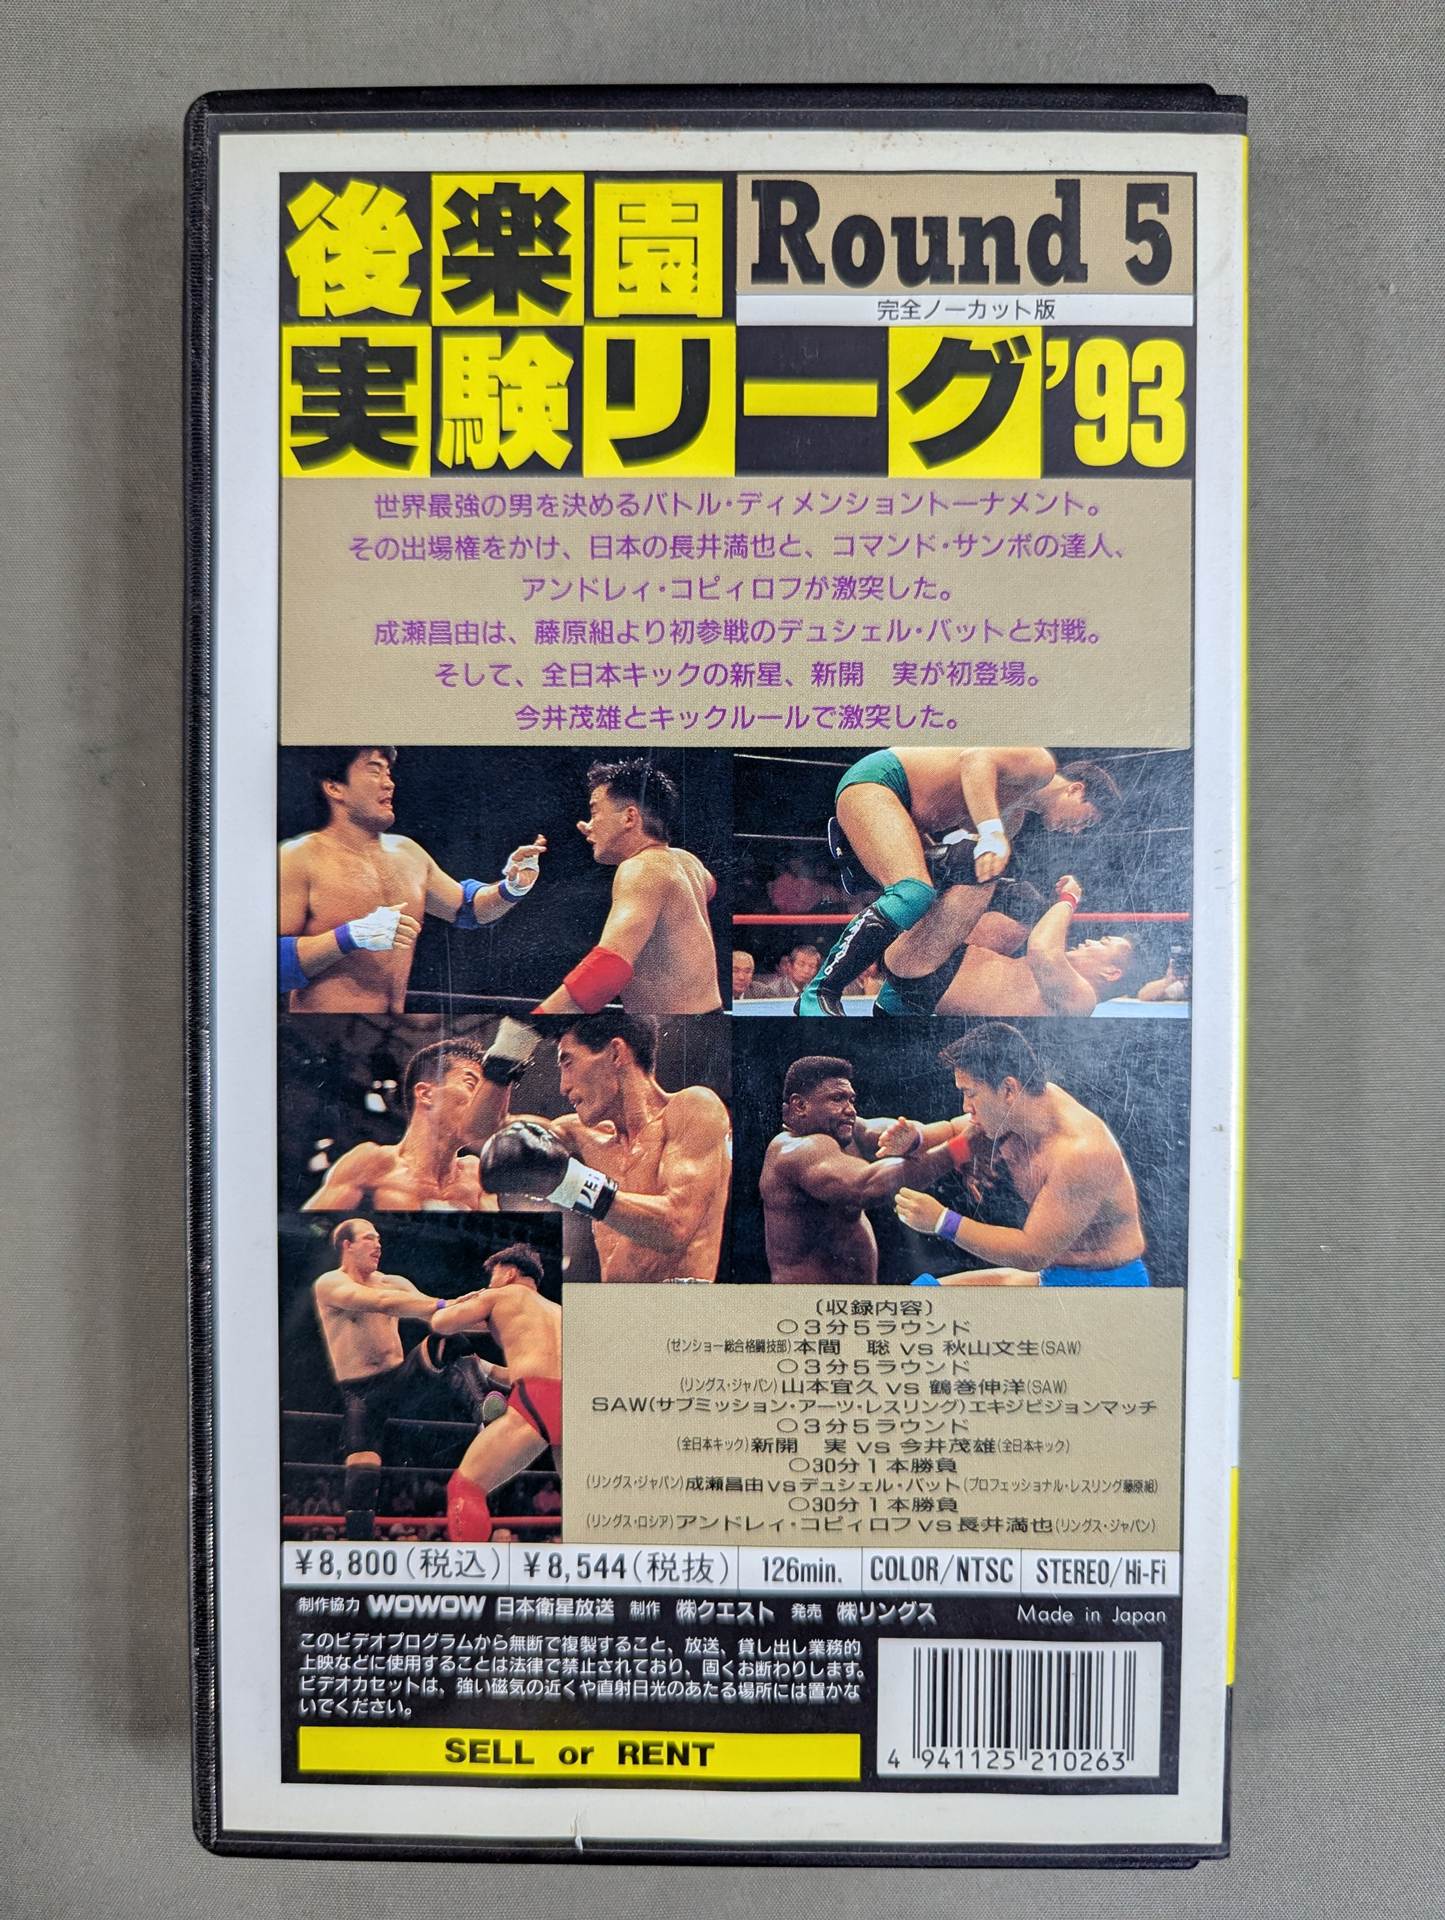 後楽園 Round 5
完全ノーカット版
実験リーグ'93
世界最強の男を決めるバトル・ディメンショントーナメント。
その出場権をかけ、日本の長井満也と、コマンド・サンボの達人、
アンドレィ・コピィロフが激突した。
成瀬昌由は、藤原組より初参戦のデュシェル・バットと対戦。
そして、全日本キックの新星、新開　実が初登場。
今井茂雄とキックルールで激突した。
〔収録内容〕
○3分5ラウンド
(ゼンショー総合格闘技部)本間　聡 vs 秋山文生(SAW)
○3分5ラウンド
(リングス・ジャパン)山本宜久 vs 鶴巻伸洋(SAW)
SAW(サブミッション・アーツ・レスリング)エキジビジョンマッチ
○3分5ラウンド
(全日本キック)新開　実 vs 今井茂雄(全日本キック)
○30分1本勝負
(リングス・ジャパン)成瀬昌由vsデュシェル・バット(プロフェッショナル・レスリング藤原組)
○30分1本勝負
(リングス・ロシア)アンドレィ・コピィロフvs長井満也(リングス・ジャパン)
¥8,800(税込) ¥8,544(税抜) 126min. COLOR/NTSC STEREO/Hi-Fi
制作協力 WOWOW 日本衛星放送 制作 ㈱クエスト 発売 ㈱リングス Made in Japan
このビデオプログラムから無断で複製すること、放送、貸し出し業務的
上映などに使用することは法律で禁止されており、固くお断わりします。
ビデオカセットは、強い磁気の近くや直射日光のあたる場所には置かな
いでください。
SELL or RENT
4 941125 210263